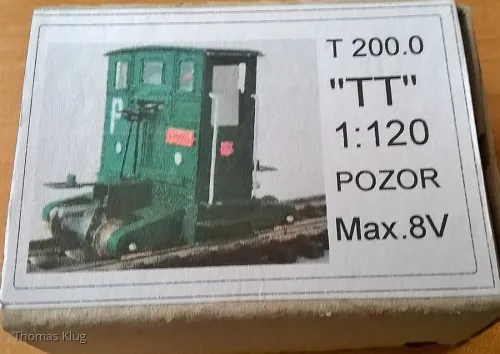 T 200.0
"TT"
1:120
POZOR
Max.8V
P
Thomas Klug